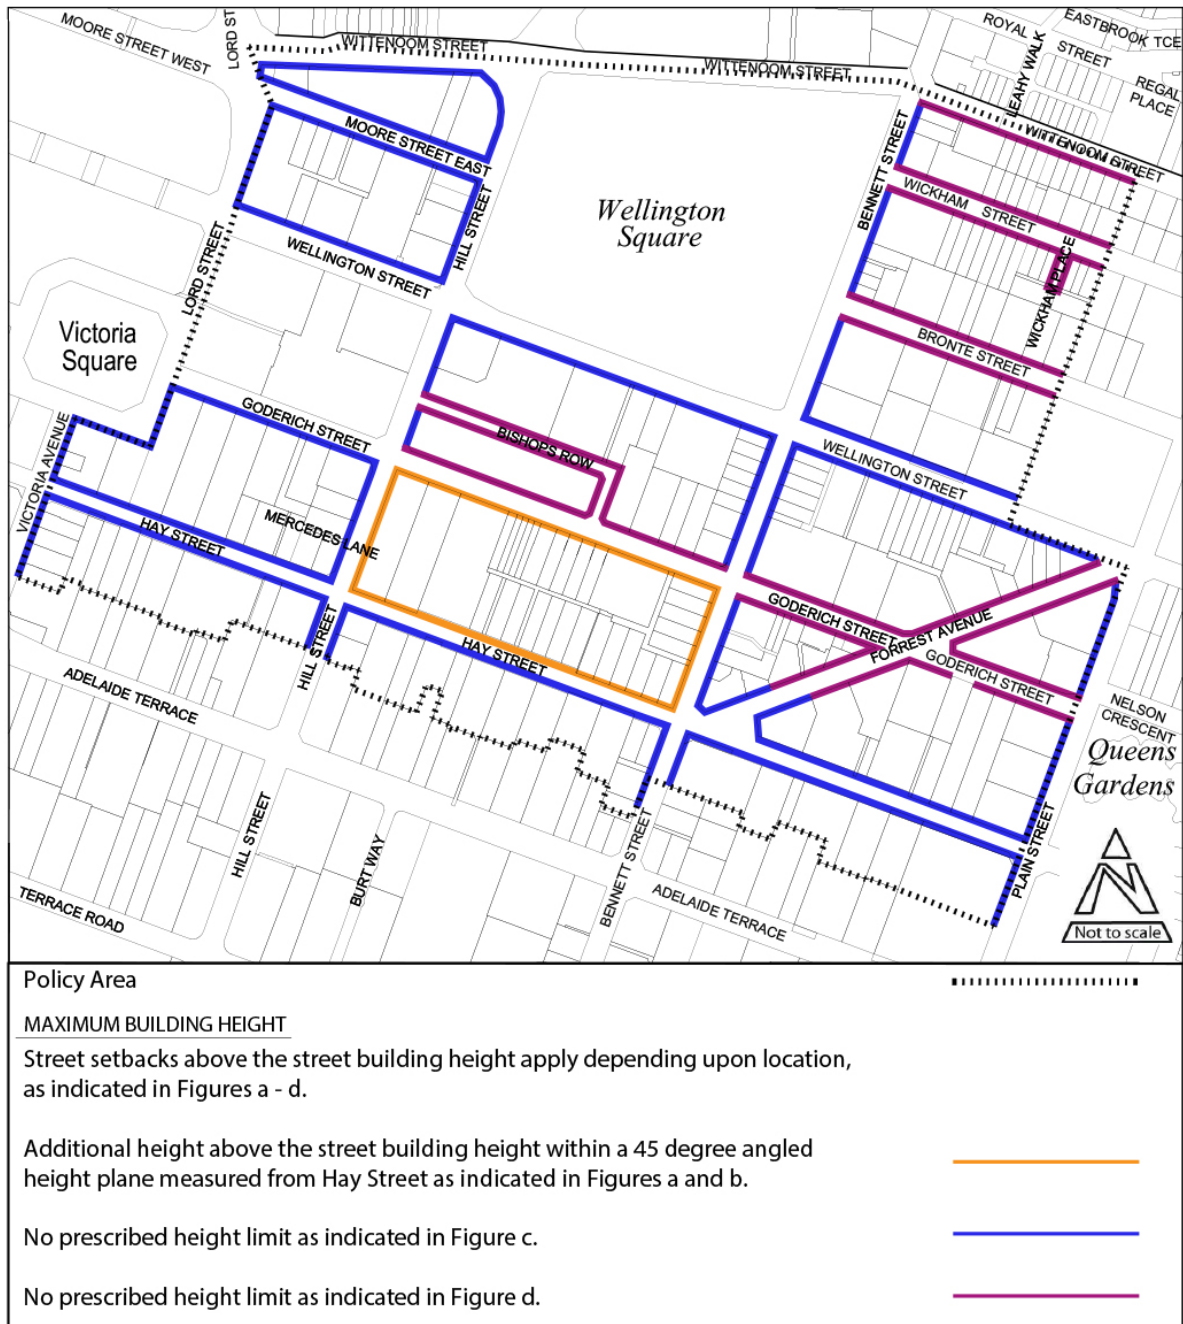 MOORE STREET WEST
LORD ST
WITTENOOM STREET
WITTENOOM STREET
ROYAL
STREET
EASTBROOK TCE
LEAHY WALK
REGAL
PLACE
WITTENOOM STREET
MOORE STREET EAST
HILL STREET
Wellington
Square
BENNETT STREET
WICKHAM STREET
WICKHAM PLACE
WELLINGTON STREET
LORD STREET
Victoria
Square
BRONTE STREET
GODERICH STREET
VICTORIA AVENUE
BISHOPS ROW
WELLINGTON STREET
HAY STREET
MERCEDES LANE
GODERICH STREET
FORREST AVENUE
GODERICH STREET
HILL STREET
HAY STREET
ADELAIDE TERRACE
NELSON
CRESCENT
Queens
Gardens
HILL STREET
BURT WAY
BENNETT STREET
PLAIN STREET
ADELAIDE TERRACE
TERRACE ROAD
N
Not to scale
Policy Area
MAXIMUM BUILDING HEIGHT
Street setbacks above the street building height apply depending upon location,
as indicated in Figures a - d.
Additional height above the street building height within a 45 degree angled
height plane measured from Hay Street as indicated in Figures a and b.
No prescribed height limit as indicated in Figure c.
No prescribed height limit as indicated in Figure d.